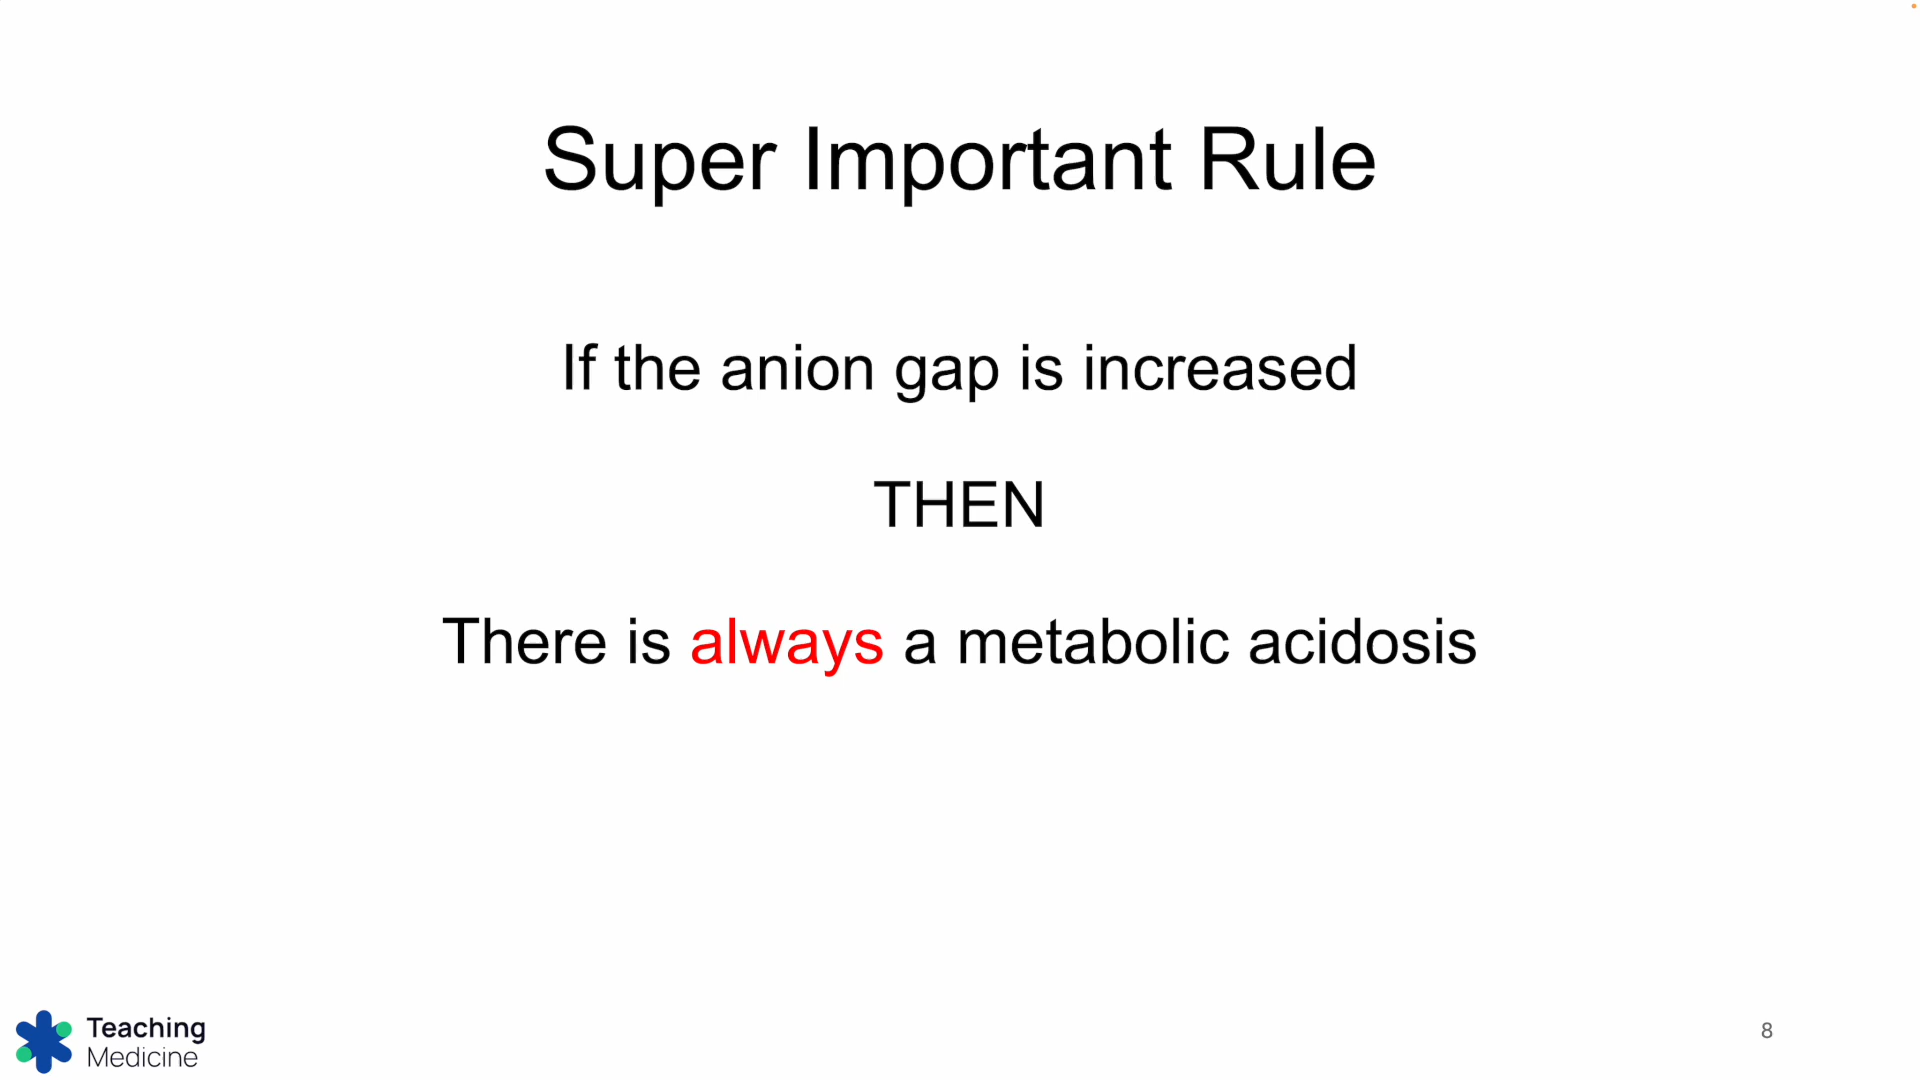 Super Important Rule
If the anion gap is increased
THEN
There is always a metabolic acidosis
Teaching
Medicine
8